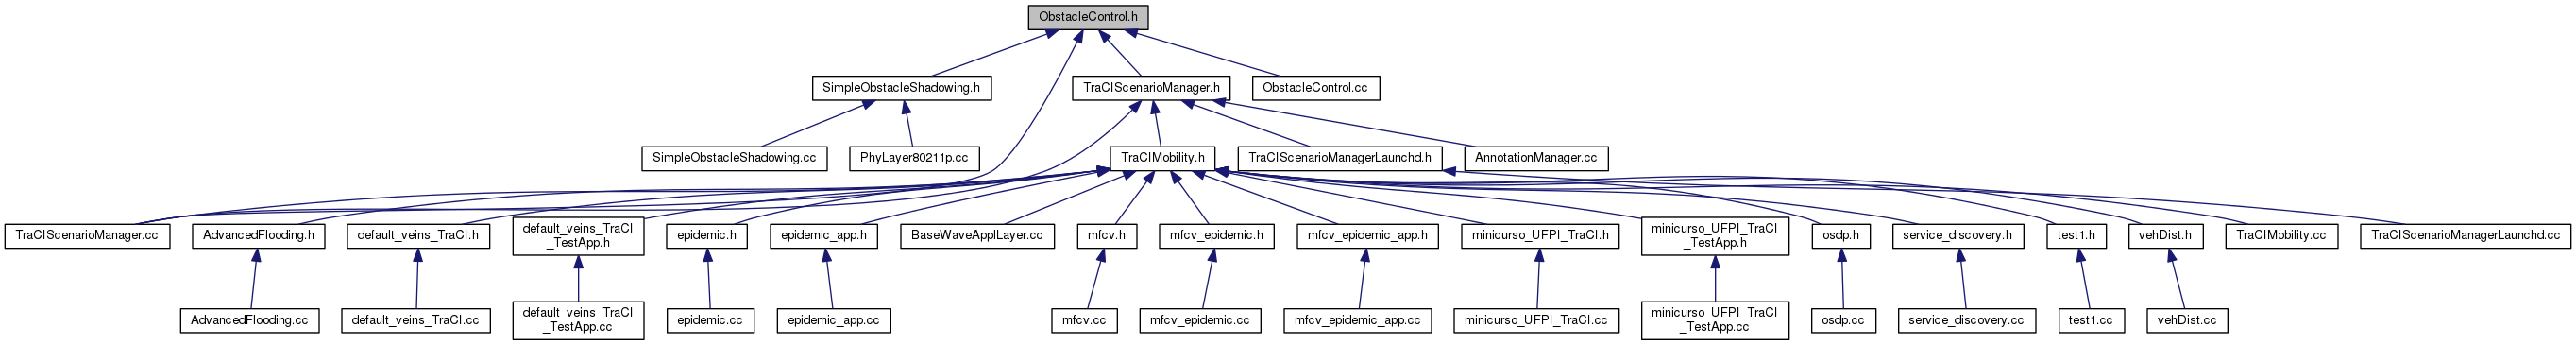 ObstacleControl.h
SimpleObstacleShadowing.h
TraCIScenarioManager.h
ObstacleControl.cc
SimpleObstacleShadowing.cc
PhyLayer80211p.cc
TraCIMobility.h
TraCIScenarioManagerLaunchd.h
AnnotationManager.cc
TraCIScenarioManager.cc
AdvancedFlooding.h
default_veins_TraCI.h
default_veins_TraCI
_TestApp.h
epidemic.h
epidemic_app.h
BaseWaveApplLayer.cc
mfcv.h
mfcv_epidemic.h
mfcv_epidemic_app.h
minicurso_UFPI_TraCI.h
minicurso_UFPI_TraCI
_TestApp.h
osdp.h
service_discovery.h
test1.h
vehDist.h
TraCIMobility.cc
TraCIScenarioManagerLaunchd.cc
AdvancedFlooding.cc
default_veins_TraCI.cc
default_veins_TraCI
_TestApp.cc
epidemic.cc
epidemic_app.cc
mfcv.cc
mfcv_epidemic.cc
mfcv_epidemic_app.cc
minicurso_UFPI_TraCI.cc
minicurso_UFPI_TraCI
_TestApp.cc
osdp.cc
service_discovery.cc
test1.cc
vehDist.cc